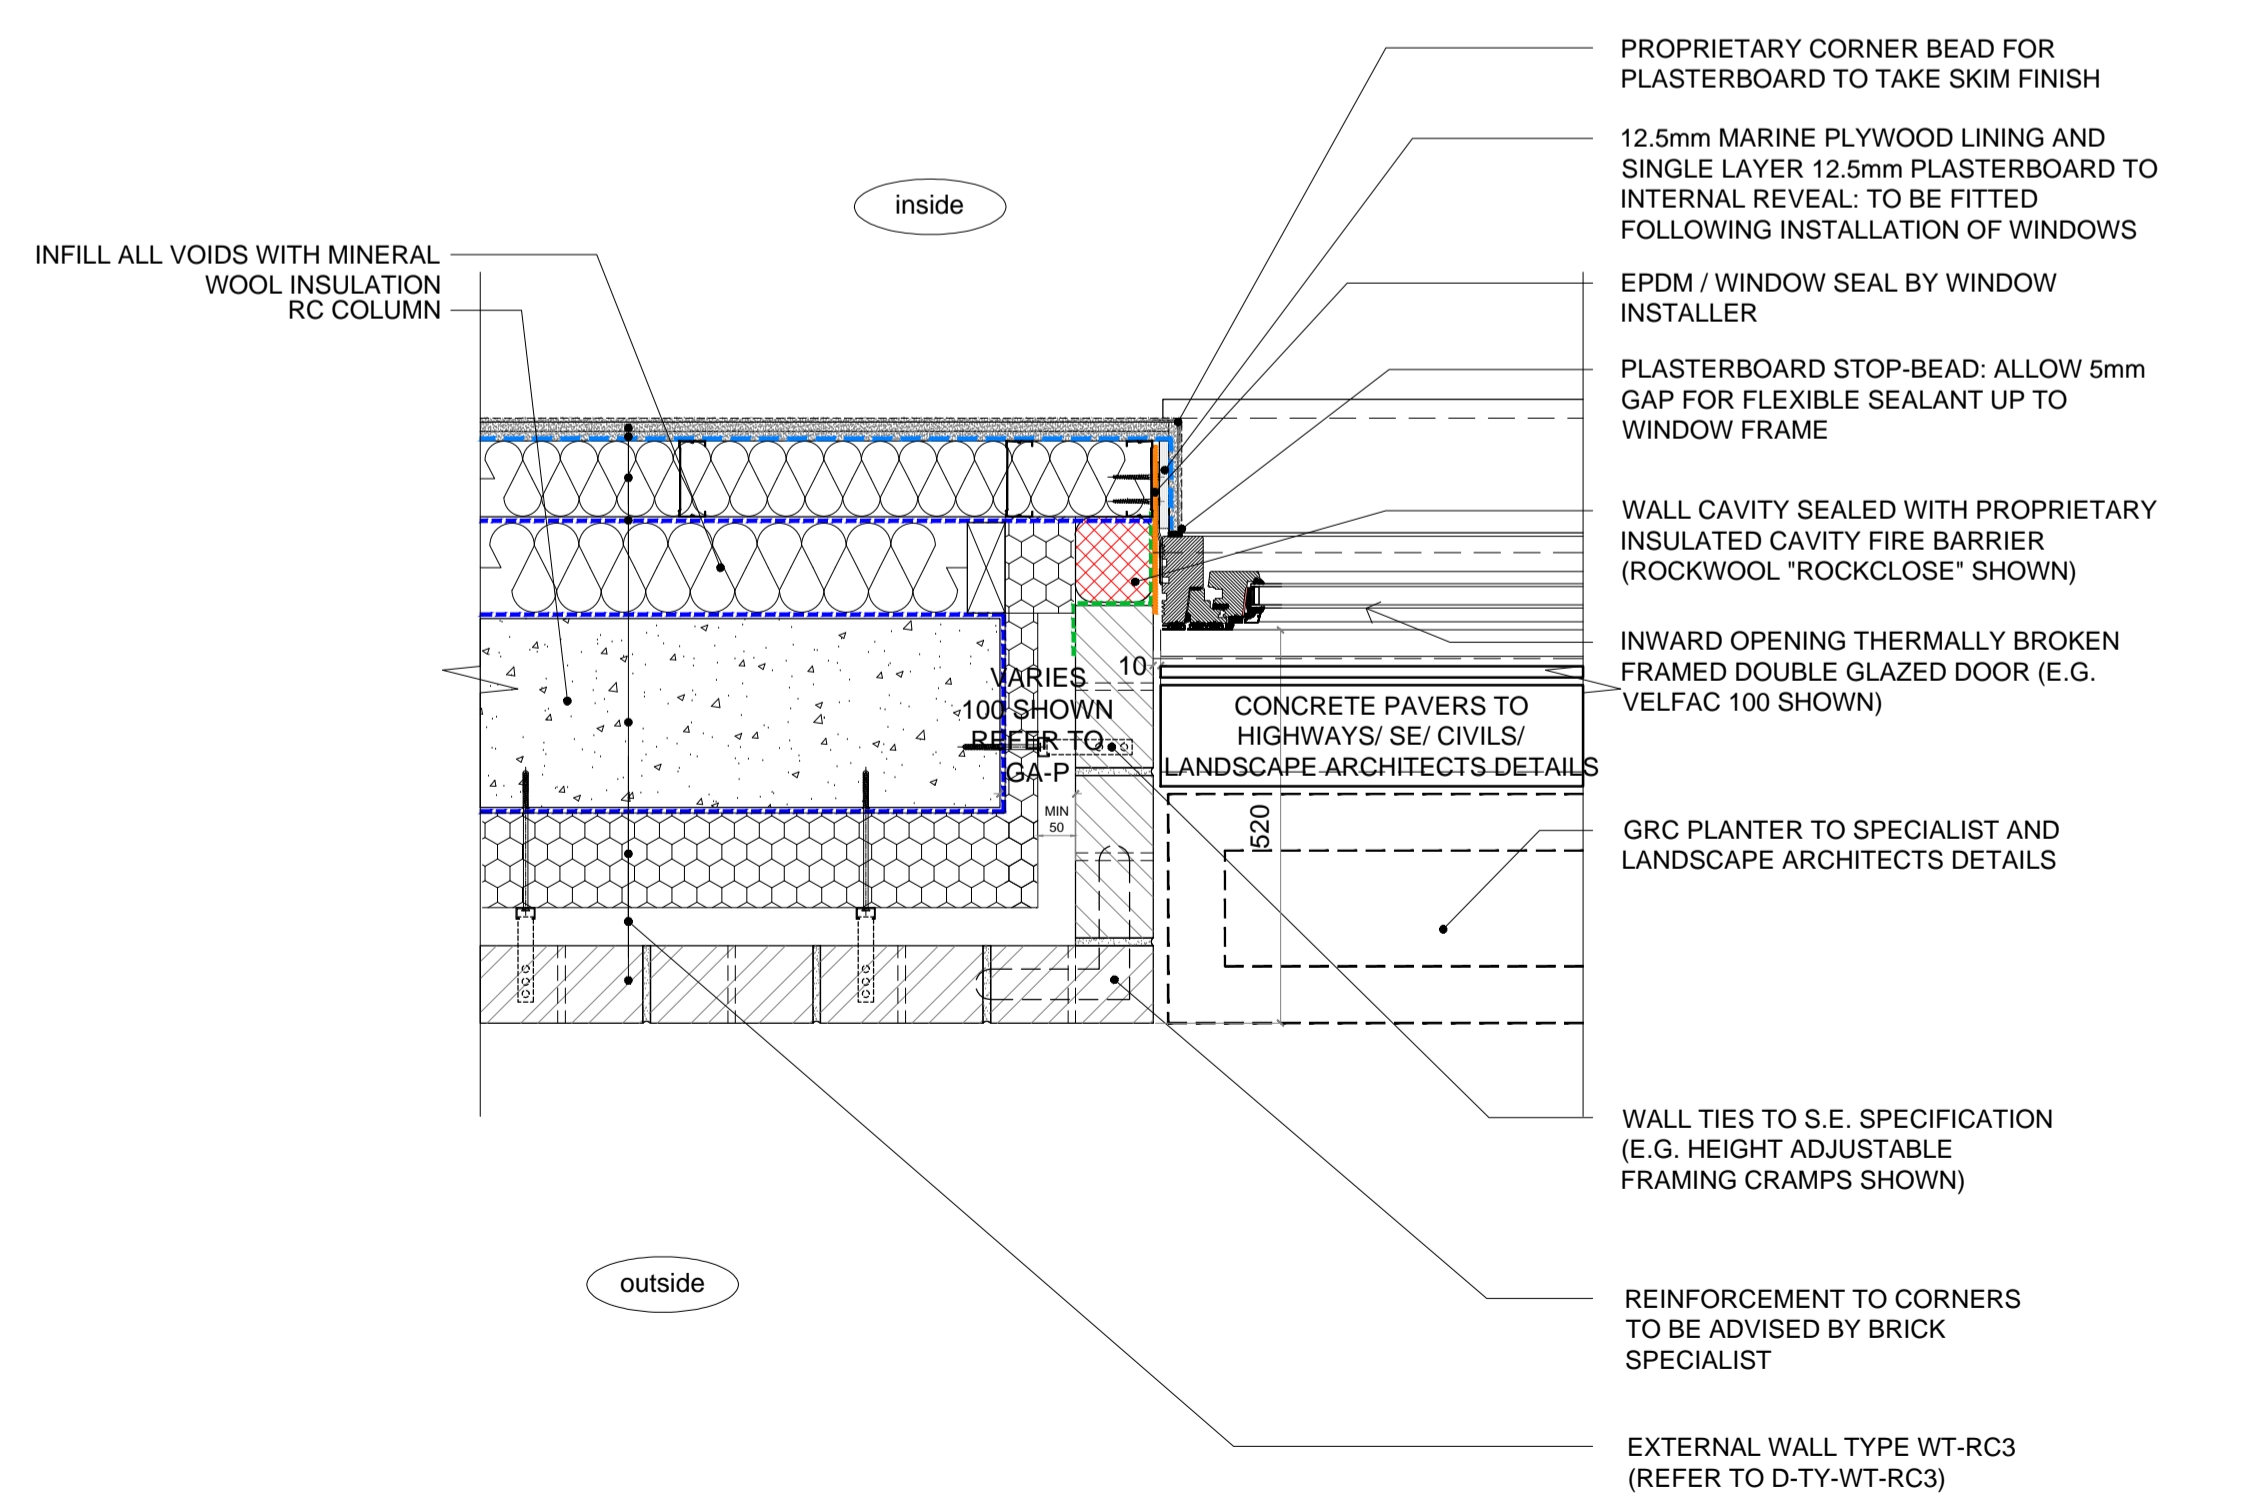 PROPRIETARY CORNER BEAD FOR
PLASTERBOARD TO TAKE SKIM FINISH
12.5mm MARINE PLYWOOD LINING AND
SINGLE LAYER 12.5mm PLASTERBOARD TO
INTERNAL REVEAL: TO BE FITTED
FOLLOWING INSTALLATION OF WINDOWS
inside
INFILL ALL VOIDS WITH MINERAL
WOOL INSULATION
RC COLUMN
EPDM / WINDOW SEAL BY WINDOW
INSTALLER
PLASTERBOARD STOP-BEAD: ALLOW 5mm
GAP FOR FLEXIBLE SEALANT UP TO
WINDOW FRAME
WALL CAVITY SEALED WITH PROPRIETARY
INSULATED CAVITY FIRE BARRIER
(ROCKWOOL "ROCKCLOSE" SHOWN)
INWARD OPENING THERMALLY BROKEN
FRAMED DOUBLE GLAZED DOOR (E.G.
VELFAC 100 SHOWN)
10
VARIES
100 SHOWN
REFER TO
GA-P
CONCRETE PAVERS TO
HIGHWAYS/ SE/ CIVILS/
LANDSCAPE ARCHITECTS DETAILS
MIN
50
520
GRC PLANTER TO SPECIALIST AND
LANDSCAPE ARCHITECTS DETAILS
WALL TIES TO S.E. SPECIFICATION
(E.G. HEIGHT ADJUSTABLE
FRAMING CRAMPS SHOWN)
outside
REINFORCEMENT TO CORNERS
TO BE ADVISED BY BRICK
SPECIALIST
EXTERNAL WALL TYPE WT-RC3
(REFER TO D-TY-WT-RC3)